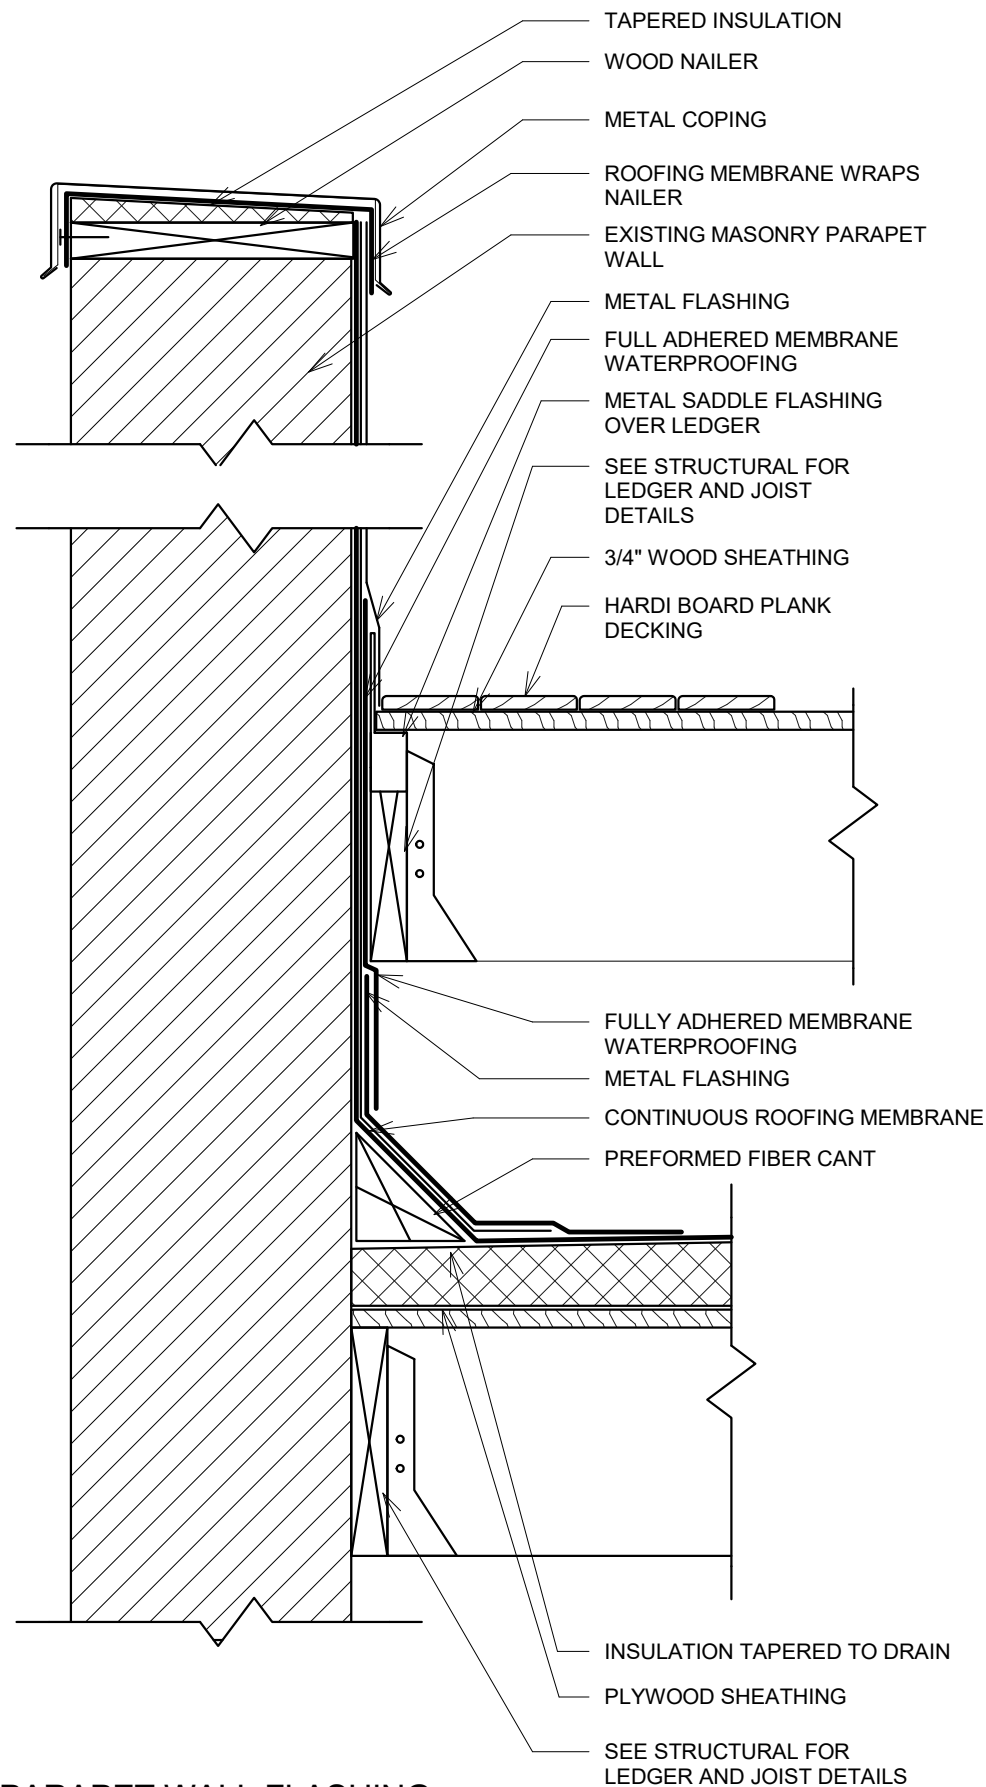 TAPERED INSULATION
WOOD NAILER
METAL COPING
ROOFING MEMBRANE WRAPS
NAILER
EXISTING MASONRY PARAPET
WALL
METAL FLASHING
FULL ADHERED MEMBRANE
WATERPROOFING
METAL SADDLE FLASHING
OVER LEDGER
SEE STRUCTURAL FOR
LEDGER AND JOIST
DETAILS
3/4" WOOD SHEATHING
HARDI BOARD PLANK
DECKING
FULLY ADHERED MEMBRANE
WATERPROOFING
METAL FLASHING
CONTINUOUS ROOFING MEMBRANE
PREFORMED FIBER CANT
INSULATION TAPERED TO DRAIN
PLYWOOD SHEATHING
SEE STRUCTURAL FOR
LEDGER AND JOIST DETAILS
PARAPET WALL FLASHING